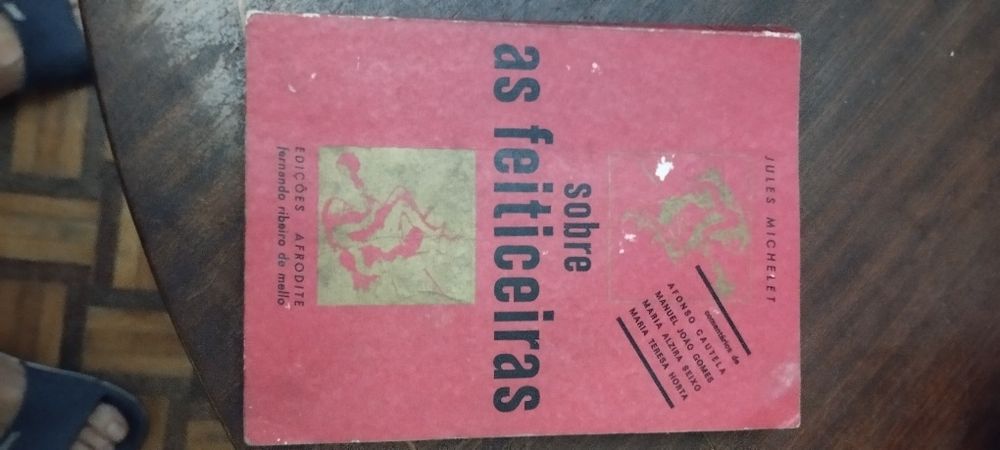 JULES MICHELET
comentários de
AFONSO CAUTELA
MANUEL JOÃO GOMES
MARIA ALZIRA SEIXO
MARIA TERESA HORTA
sobre
as feiticeiras
EDIÇÕES AFRODITE
fernando ribeiro de mello